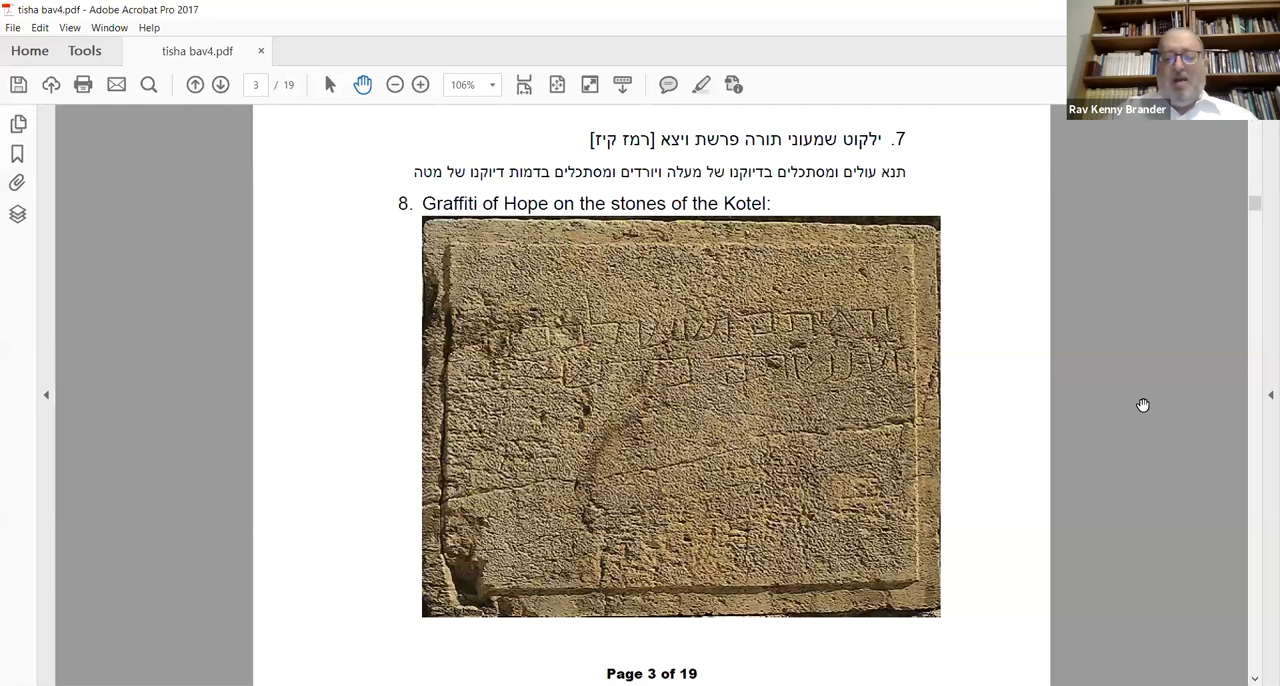 tisha bav4.pdf - Adobe Acrobat Pro 2017
File Edit View Window Help
Home Tools tisha bav4.pdf ×
3 / 19 106%
Rav Kenny Brander
7. ילקוט שמעוני תורה פרשת ויצא [רמז קיז]
תנא עולים ומסתכלים בדיוקנו של מעלה ויורדים ומסתכלים בדמות דיוקנו של מטה
8. Graffiti of Hope on the stones of the Kotel:
וראיתם ושש לבכם
Page 3 of 19